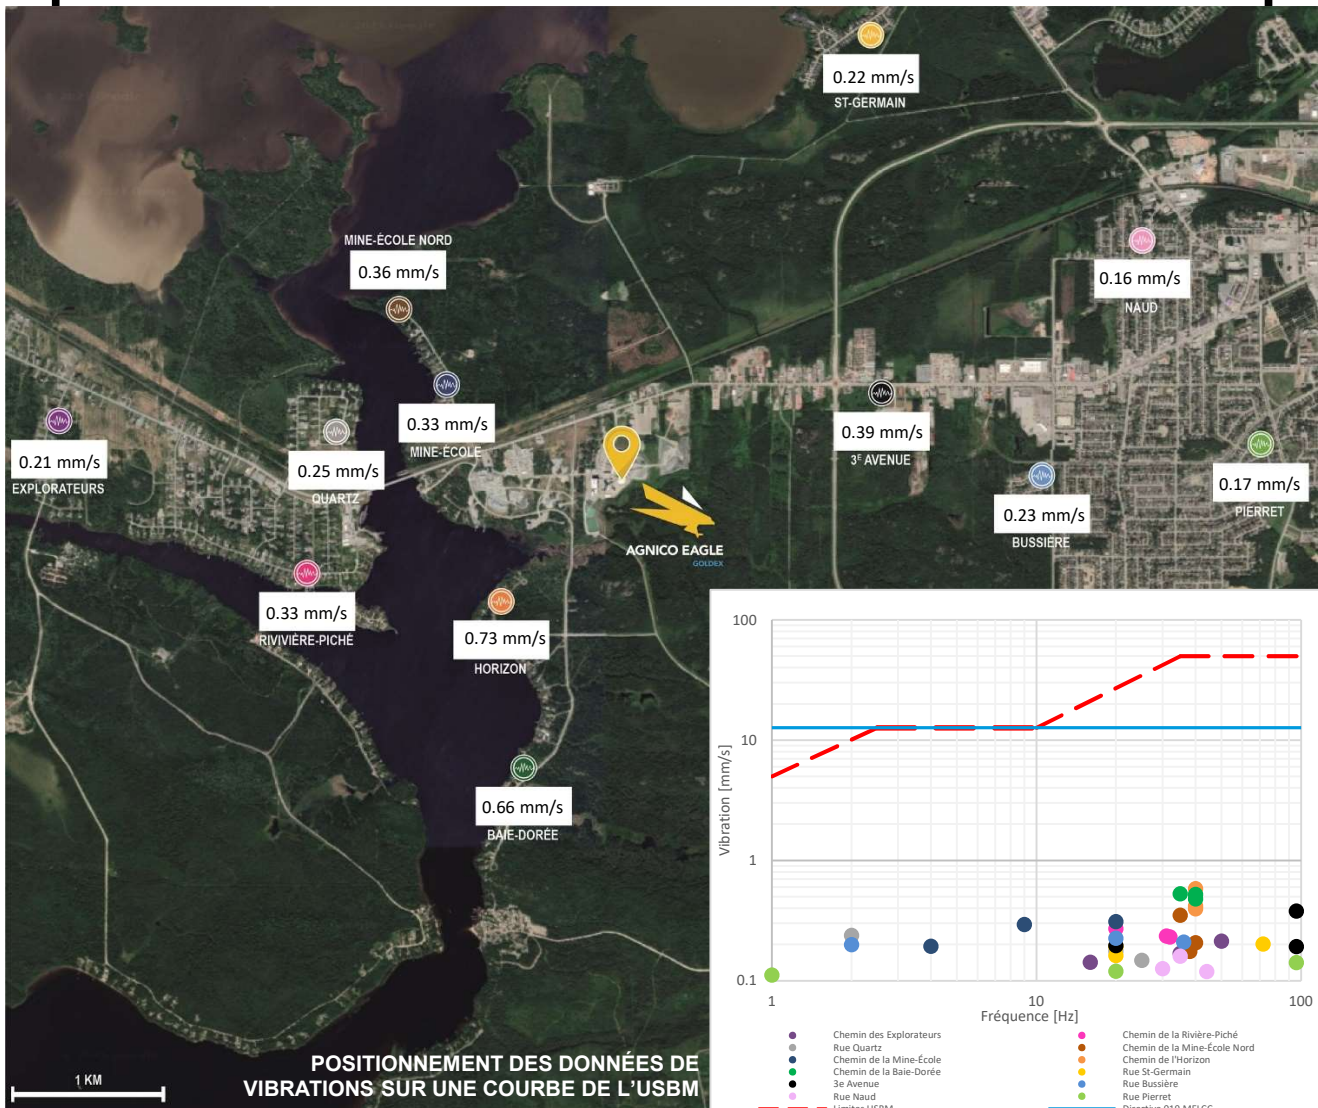 0.22 mm/s
ST-GERMAIN
MINE-ÉCOLE NORD
0.36 mm/s
0.16 mm/s
NAUD
0.33 mm/s
MINE-ÉCOLE
0.39 mm/s
3E AVENUE
0.21 mm/s
EXPLORATEURS
0.25 mm/s
QUARTZ
0.17 mm/s
PIERRET
0.23 mm/s
BUSSIÈRE
AGNICO EAGLE
GOLDEX
0.33 mm/s
RIVIVIÈRE-PICHÉ
0.73 mm/s
HORIZON
0.66 mm/s
BAIE-DORÉE
1 KM
POSITIONNEMENT DES DONNÉES DE
VIBRATIONS SUR UNE COURBE DE L'USBM
100
10
1
0.1
Vibration [mm/s]
1
10
100
Fréquence [Hz]
Chemin des Explorateurs
Chemin de la Rivière-Piché
Rue Quartz
Chemin de la Mine-École Nord
Chemin de la Mine-École
Chemin de l'Horizon
Chemin de la Baie-Dorée
Rue St-Germain
3e Avenue
Rue Bussière
Rue Naud
Rue Pierret
Limites USBM
Directive 019 MELCC